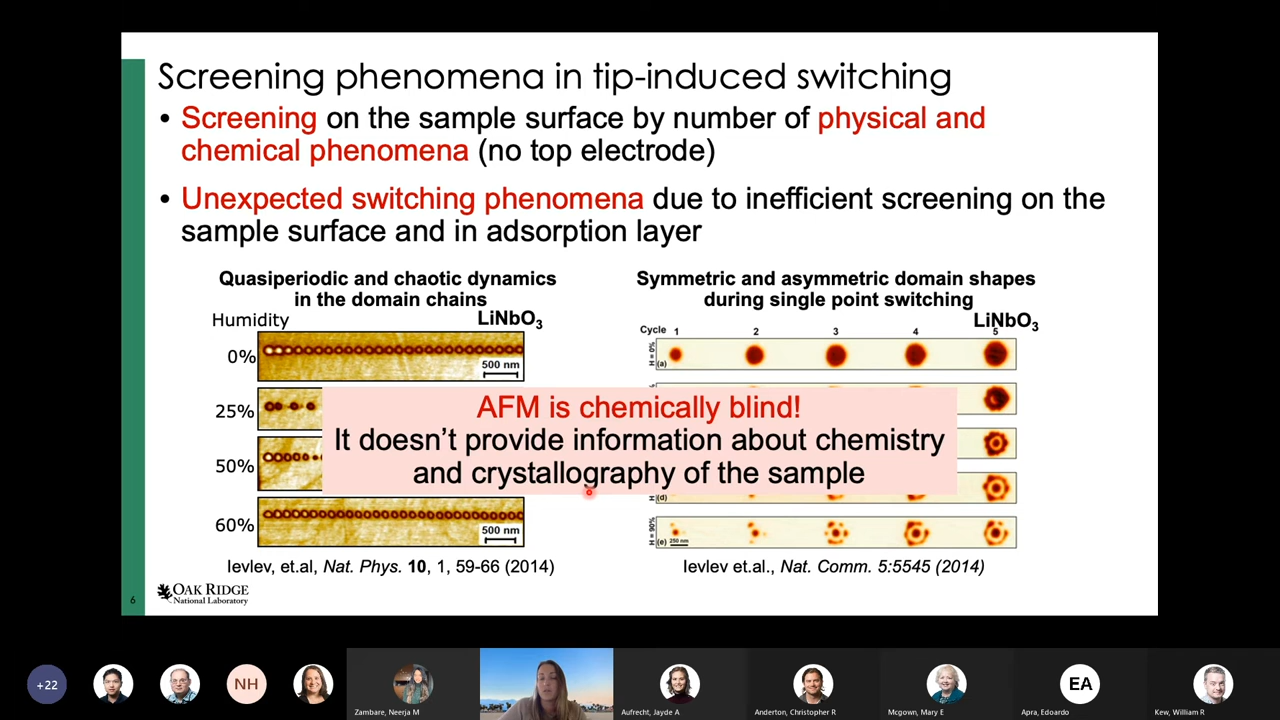 Screening phenomena in tip-induced switching
• Screening on the sample surface by number of physical and
chemical phenomena (no top electrode)
• Unexpected switching phenomena due to inefficient screening on the
sample surface and in adsorption layer
Quasiperiodic and chaotic dynamics
in the domain chains
Humidity
LiNbO3
0%
500 nm
25%
50%
60%
500 nm
Ievlev, et.al, Nat. Phys. 10, 1, 59-66 (2014)
Symmetric and asymmetric domain shapes
during single point switching
LiNbO3
Cycle 1 2 3 4 5
H = 0%
(a)
(d)
H = 90%
(e)
250 nm
Ievlev et.al., Nat. Comm. 5:5545 (2014)
AFM is chemically blind!
It doesn't provide information about chemistry
and crystallography of the sample
6
OAK RIDGE
National Laboratory
+22
NH
Zambare, Neerja M
Aufrecht, Jayde A
Anderton, Christopher R
Mcgown, Mary E
EA
Apra, Edoardo
Kew, William R